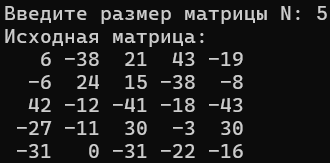 Введите размер матрицы N: 5
Исходная матрица:
6 -38 21 43 -19
-6 24 15 -38 -8
42 -12 -41 -18 -43
-27 -11 30 -3 30
-31 0 -31 -22 -16